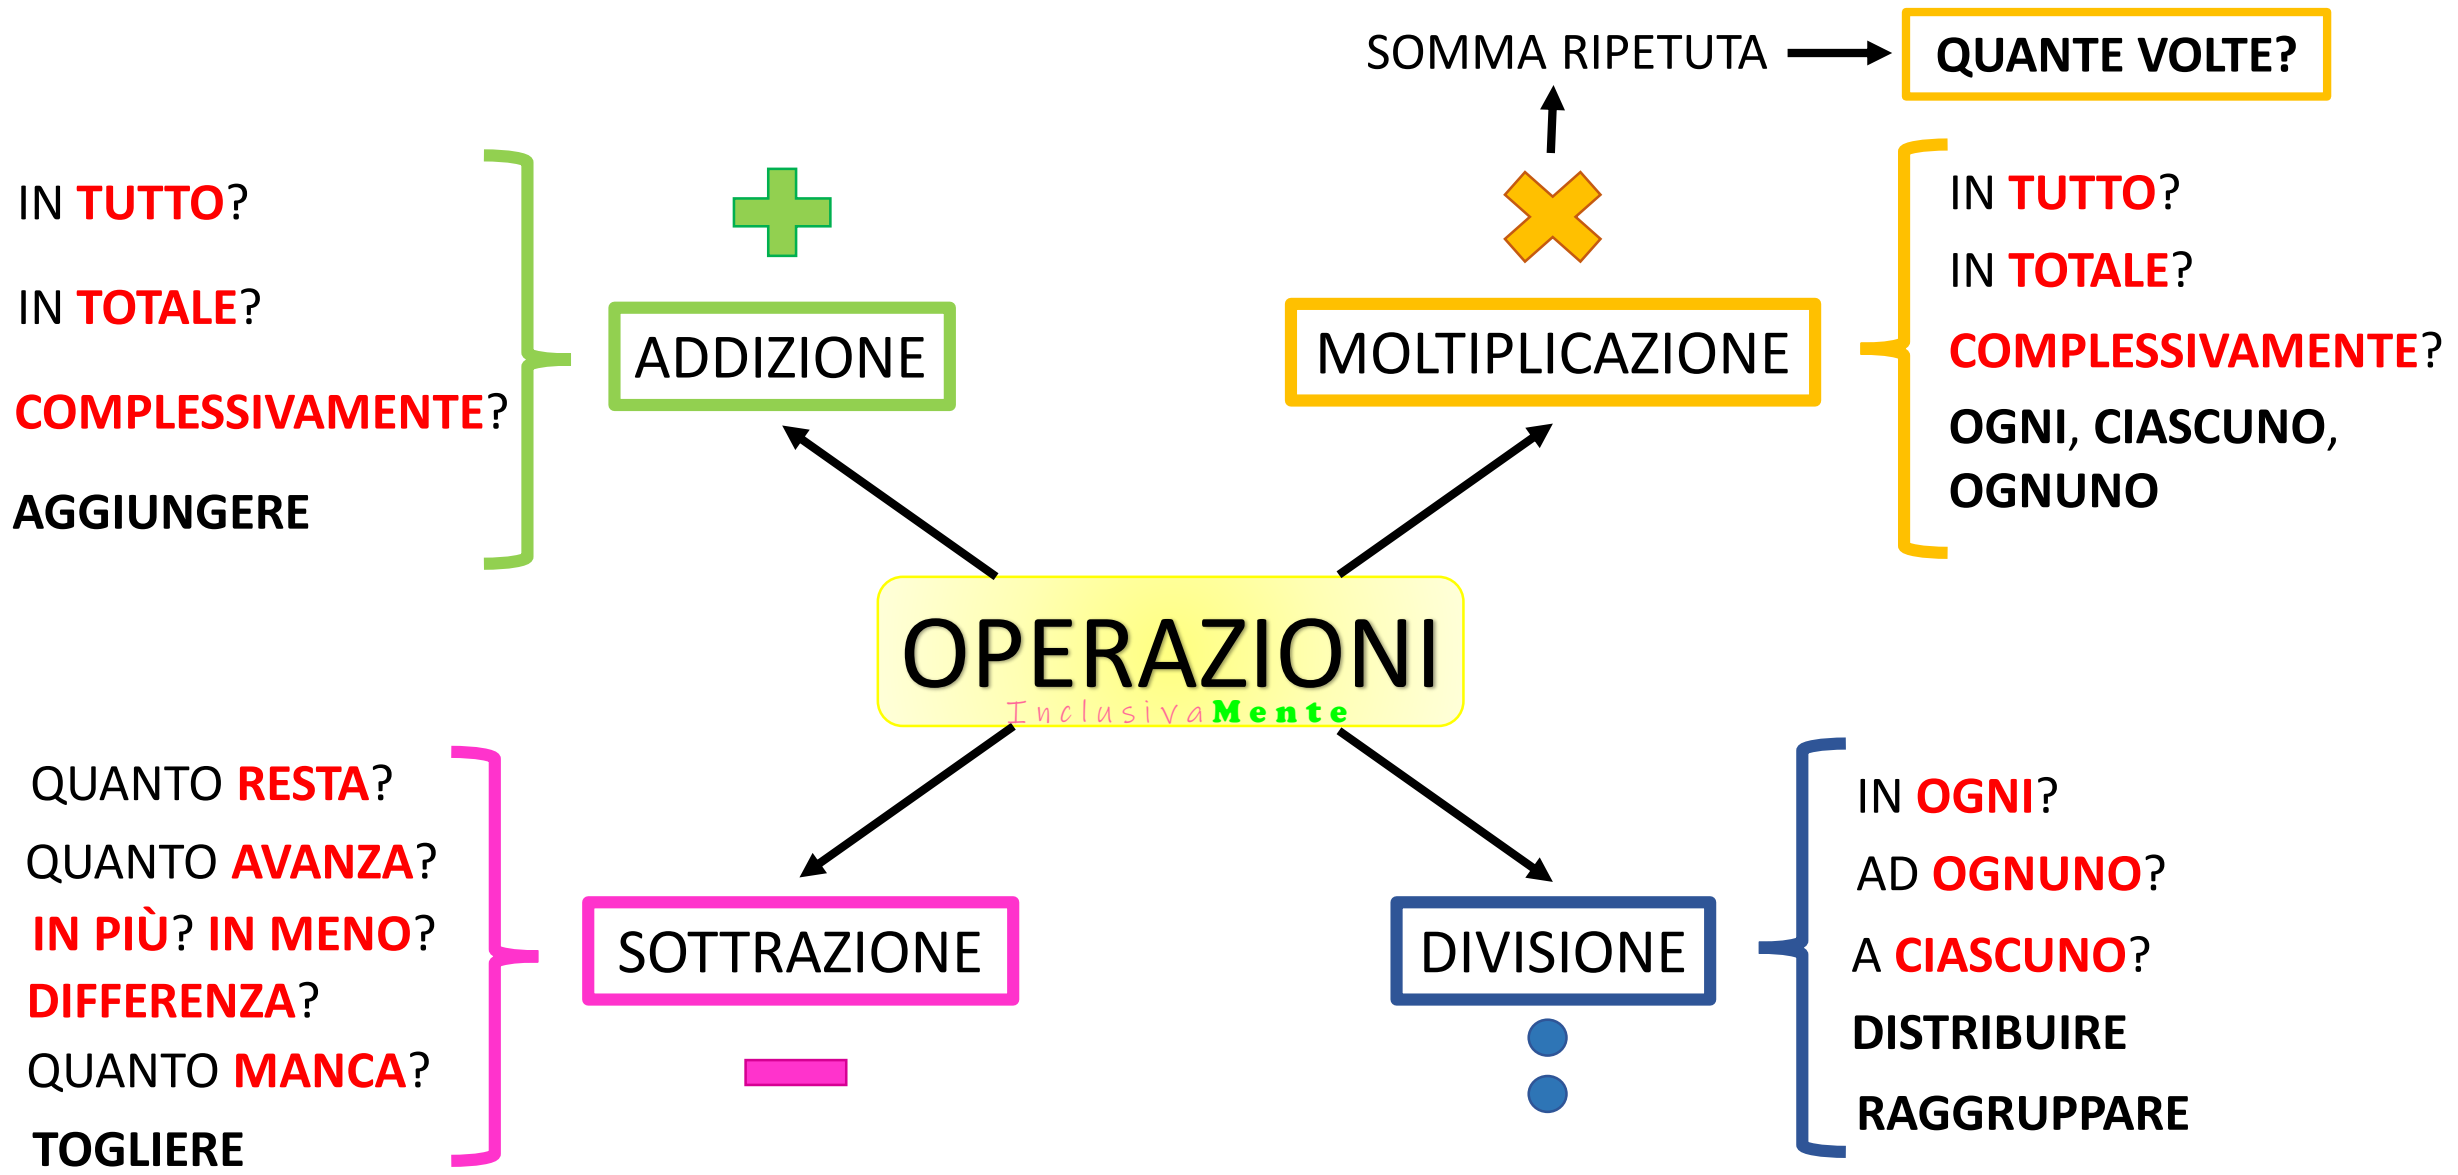 SOMMA RIPETUTA
QUANTE VOLTE?
IN TUTTO?
IN TOTALE?
COMPLESSIVAMENTE?
AGGIUNGERE
ADDIZIONE
MOLTIPLICAZIONE
IN TUTTO?
IN TOTALE?
COMPLESSIVAMENTE?
OGNI, CIASCUNO,
OGNUNO
OPERAZIONI
InclusivaMente
QUANTO RESTA?
QUANTO AVANZA?
IN PIÙ? IN MENO?
DIFFERENZA?
QUANTO MANCA?
TOGLIERE
SOTTRAZIONE
DIVISIONE
IN OGNI?
AD OGNUNO?
A CIASCUNO?
DISTRIBUIRE
RAGGRUPPARE